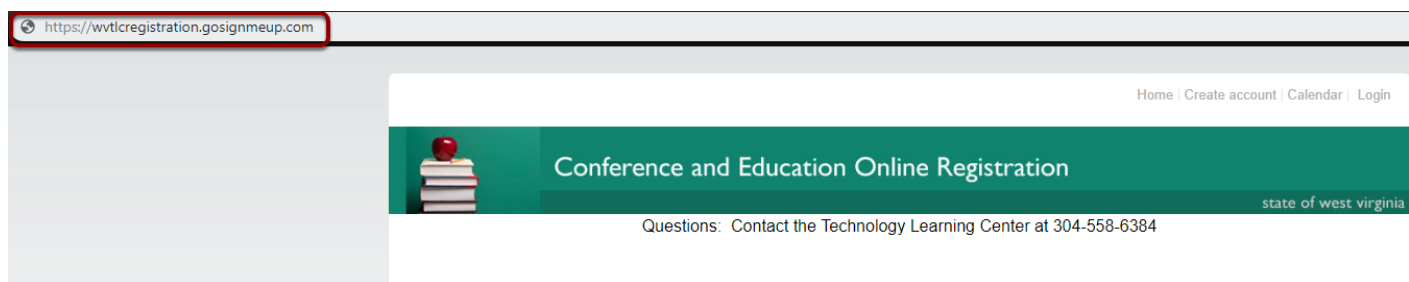 https://wvtlcregistration.gosignmeup.com
Home | Create account | Calendar | Login
Conference and Education Online Registration
state of west virginia
Questions: Contact the Technology Learning Center at 304-558-6384